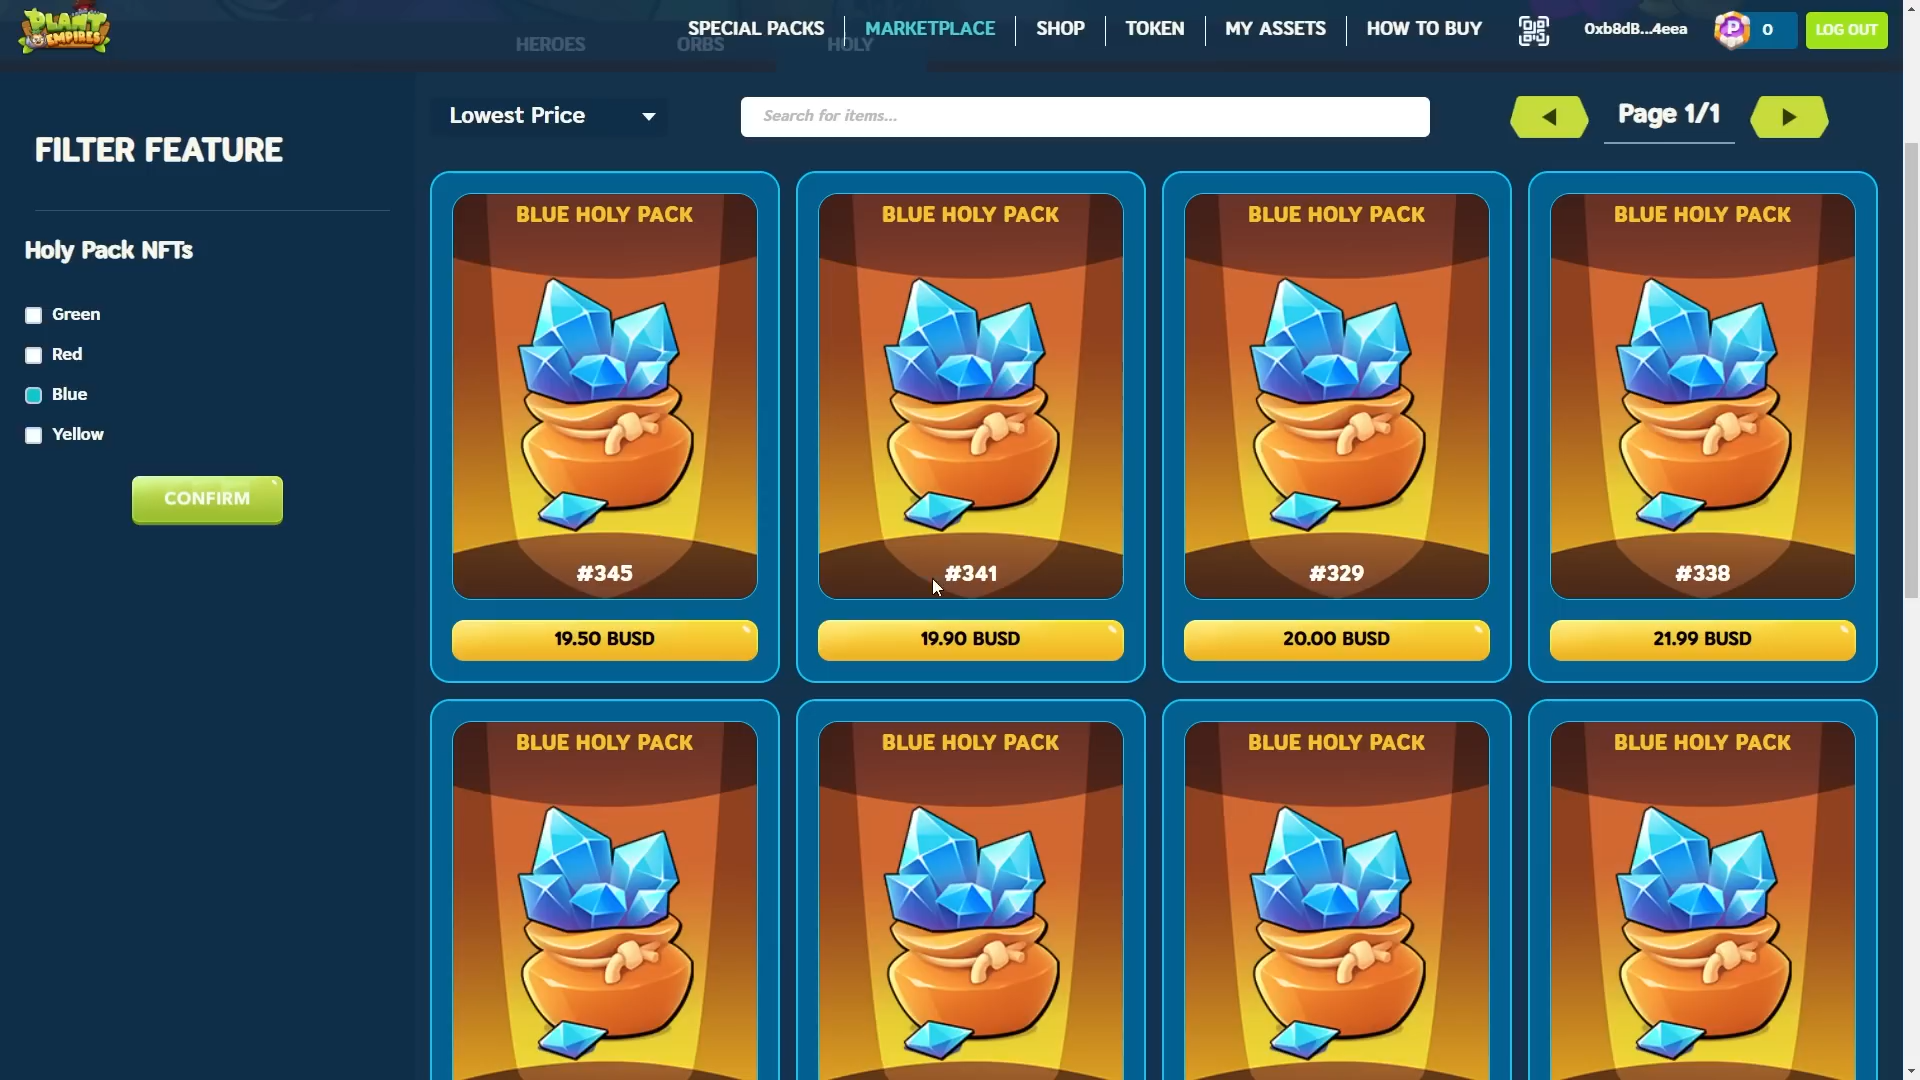 PLANT
EMPIRES
SPECIAL PACKS
MARKETPLACE
SHOP
TOKEN
MY ASSETS
HOW TO BUY
0xb8dB...4eea
P
0
LOG OUT
HEROES
ORBS
HOLY
Lowest Price
Search for items...
Page 1/1
FILTER FEATURE
Holy Pack NFTs
Green
Red
Blue
Yellow
CONFIRM
BLUE HOLY PACK
BLUE HOLY PACK
BLUE HOLY PACK
BLUE HOLY PACK
#345
#341
#329
#338
19.50 BUSD
19.90 BUSD
20.00 BUSD
21.99 BUSD
BLUE HOLY PACK
BLUE HOLY PACK
BLUE HOLY PACK
BLUE HOLY PACK